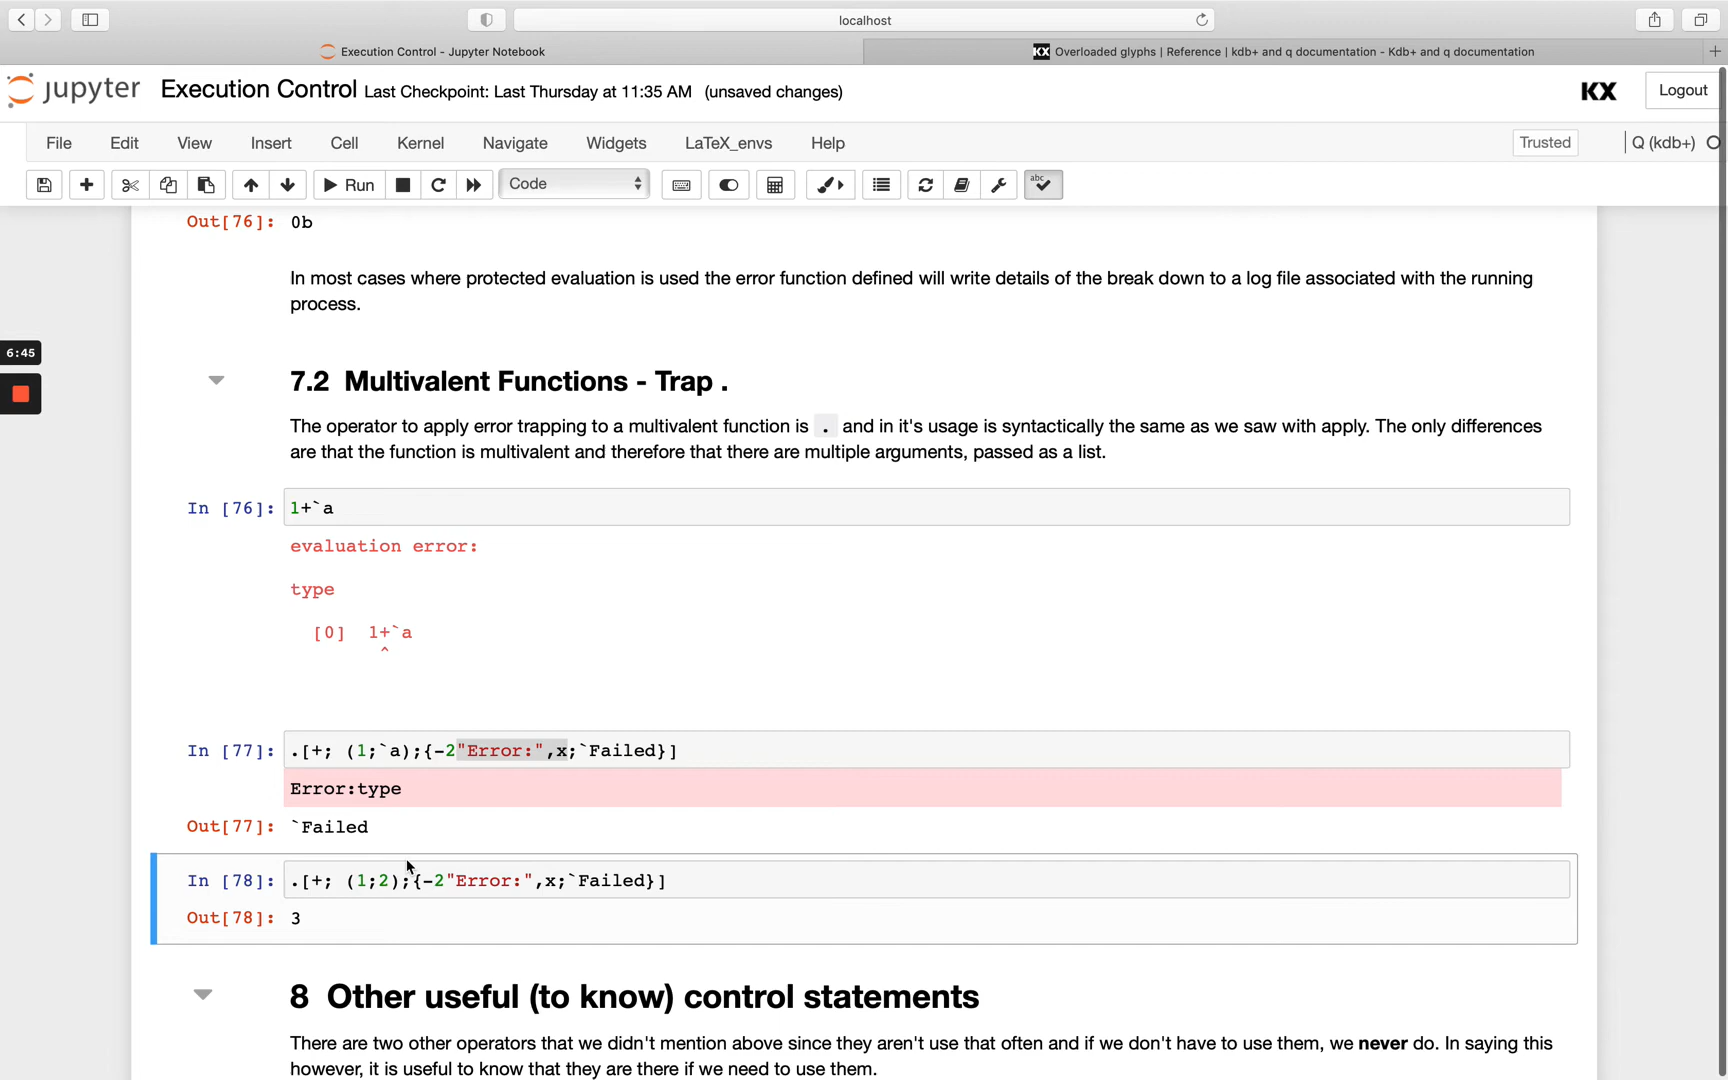 localhost
Execution Control - Jupyter Notebook
KX Overloaded glyphs | Reference | kdb+ and q documentation - Kdb+ and q documentation
jupyter Execution Control Last Checkpoint: Last Thursday at 11:35 AM (unsaved changes)
KX
Logout
File Edit View Insert Cell Kernel Navigate Widgets LaTeX_envs Help
Trusted
Q (kdb+)
Run
Code
abc
Out[76]: 0b
In most cases where protected evaluation is used the error function defined will write details of the break down to a log file associated with the running
process.
6:45
7.2 Multivalent Functions - Trap .
The operator to apply error trapping to a multivalent function is . and in it's usage is syntactically the same as we saw with apply. The only differences
are that the function is multivalent and therefore that there are multiple arguments, passed as a list.
In [76]: 1+`a
evaluation error:
type
[0] 1+`a
^
In [77]: .[+; (1;`a);{-2"Error:",x;`Failed}]
Error:type
Out[77]: `Failed
In [78]: .[+; (1;2);{-2"Error:",x;`Failed}]
Out[78]: 3
8 Other useful (to know) control statements
There are two other operators that we didn't mention above since they aren't use that often and if we don't have to use them, we never do. In saying this
however, it is useful to know that they are there if we need to use them.